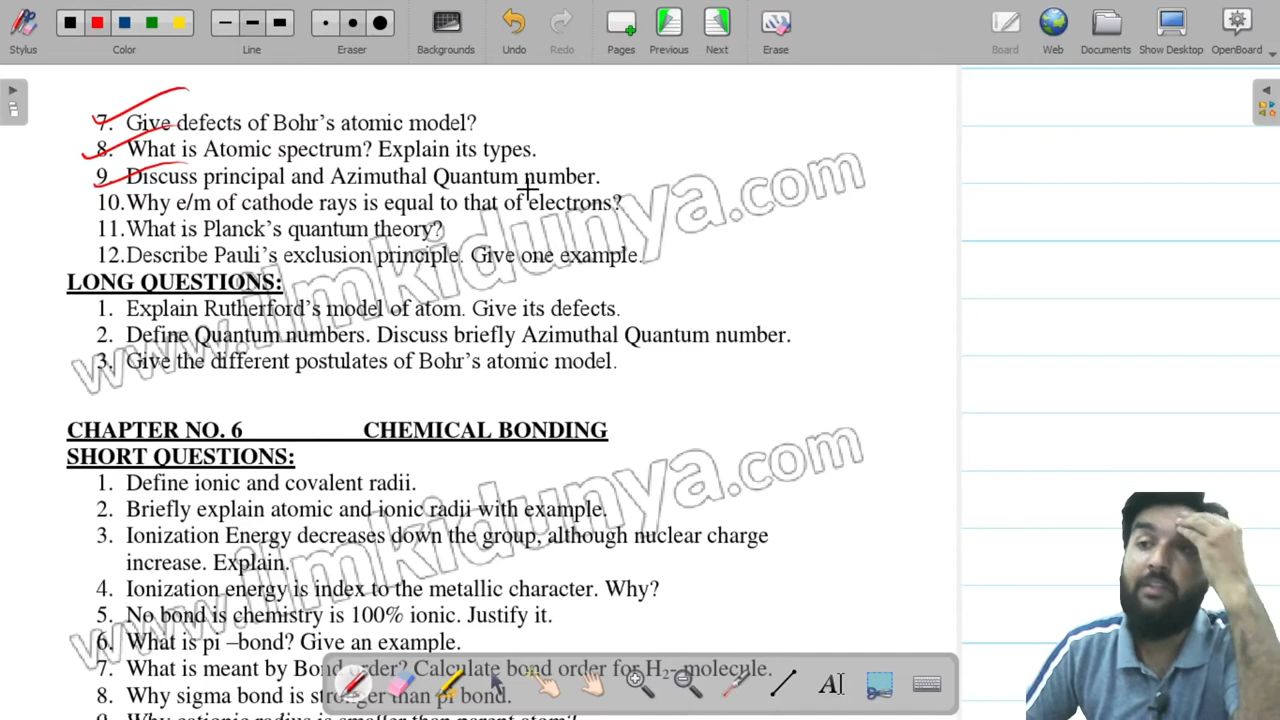 Stylus Color Line Eraser Backgrounds Undo Redo Pages Previous Next Erase Board Web Documents Show Desktop OpenBoard
7. Give defects of Bohr's atomic model?
8. What is Atomic spectrum? Explain its types.
9. Discuss principal and Azimuthal Quantum number.
10.Why e/m of cathode rays is equal to that of electrons?
11.What is Planck's quantum theory?
12.Describe Pauli's exclusion principle. Give one example.
www.ilmkidunya.com
LONG QUESTIONS:
1. Explain Rutherford's model of atom. Give its defects.
2. Define Quantum numbers. Discuss briefly Azimuthal Quantum number.
3. Give the different postulates of Bohr's atomic model.
CHAPTER NO. 6 CHEMICAL BONDING
SHORT QUESTIONS:
1. Define ionic and covalent radii.
2. Briefly explain atomic and ionic radii with example.
3. Ionization Energy decreases down the group, although nuclear charge
increase. Explain.
4. Ionization energy is index to the metallic character. Why?
5. No bond is chemistry is 100% ionic. Justify it.
6. What is pi –bond? Give an example.
www.ilmkidunya.com
7. What is meant by Bond order? Calculate bond order for H2- molecule.
8. Why sigma bond is stronger than pi bond.
9. Why cationic radius is smaller than parent atom?